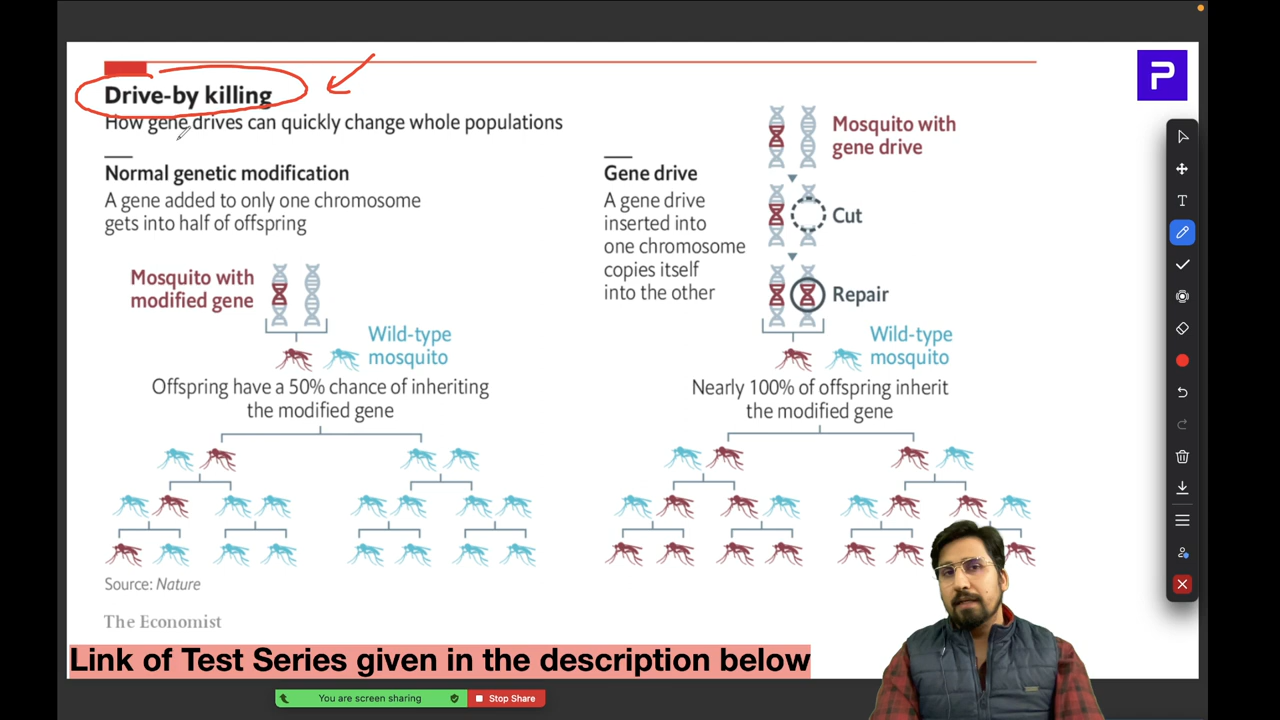 Drive-by killing
How gene drives can quickly change whole populations
Normal genetic modification
A gene added to only one chromosome
gets into half of offspring
Mosquito with
modified gene
Wild-type
mosquito
Offspring have a 50% chance of inheriting
the modified gene
Gene drive
A gene drive
inserted into
one chromosome
copies itself
into the other
Mosquito with
gene drive
Cut
Repair
Wild-type
mosquito
Nearly 100% of offspring inherit
the modified gene
Source: Nature
The Economist
Link of Test Series given in the description below
You are screen sharing
Stop Share
P
T